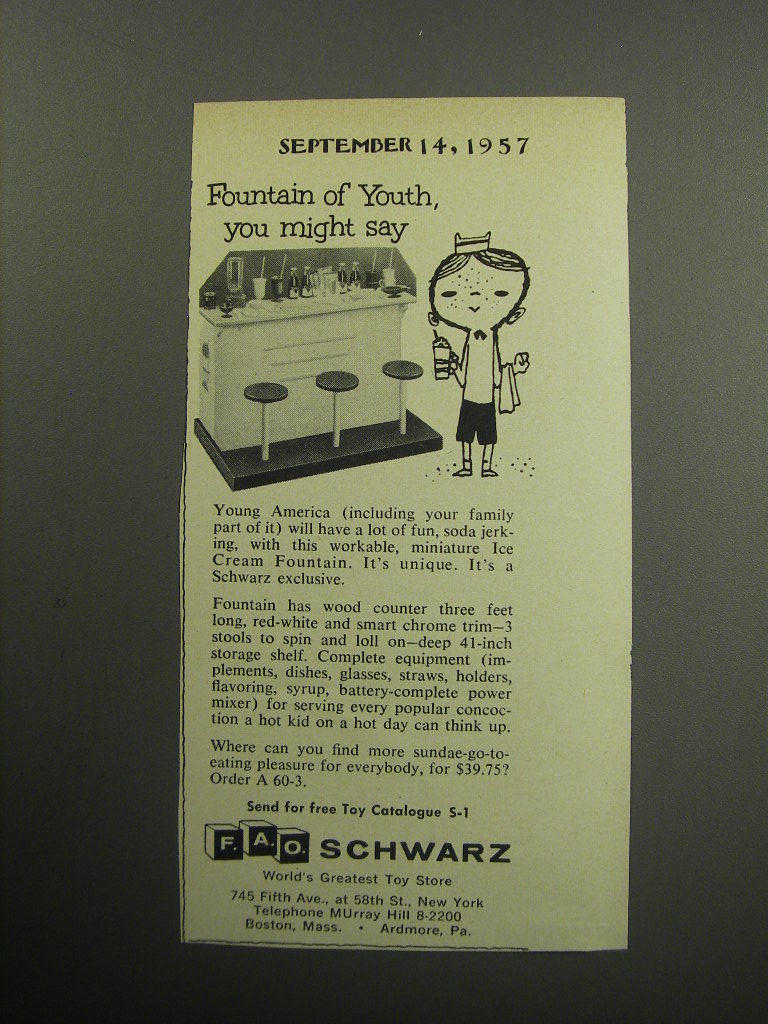 SEPTEMBER 14, 1957
Fountain of Youth,
you might say
Young America (including your family
part of it) will have a lot of fun, soda jerk-
ing, with this workable, miniature Ice
Cream Fountain. It's unique. It's a
Schwarz exclusive.
Fountain has wood counter three feet
long, red-white and smart chrome trim—3
stools to spin and loll on—deep 41-inch
storage shelf. Complete equipment (im-
plements, dishes, glasses, straws, holders,
flavoring, syrup, battery-complete power
mixer) for serving every popular concoc-
tion a hot kid on a hot day can think up.
Where can you find more sundae-go-to-
eating pleasure for everybody, for $39.75?
Order A 60-3.
Send for free Toy Catalogue S-1
F.A.O. SCHWARZ
World's Greatest Toy Store
745 Fifth Ave., at 58th St., New York
Telephone MUrray Hill 8-2200
Boston, Mass. • Ardmore, Pa.